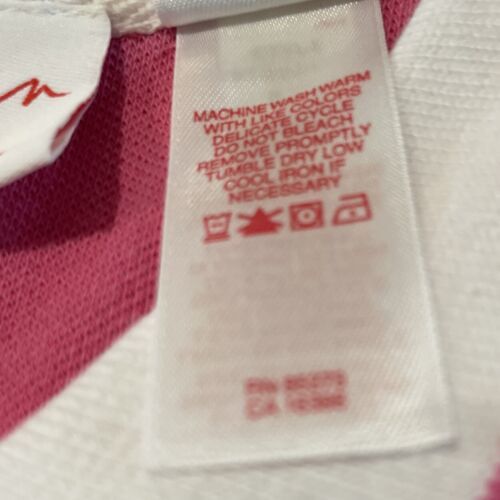 MACHINE WASH WARM
WITH LIKE COLORS
DELICATE CYCLE
DO NOT BLEACH
REMOVE PROMPTLY
TUMBLE DRY LOW
COOL IRON IF
NECESSARY
CA